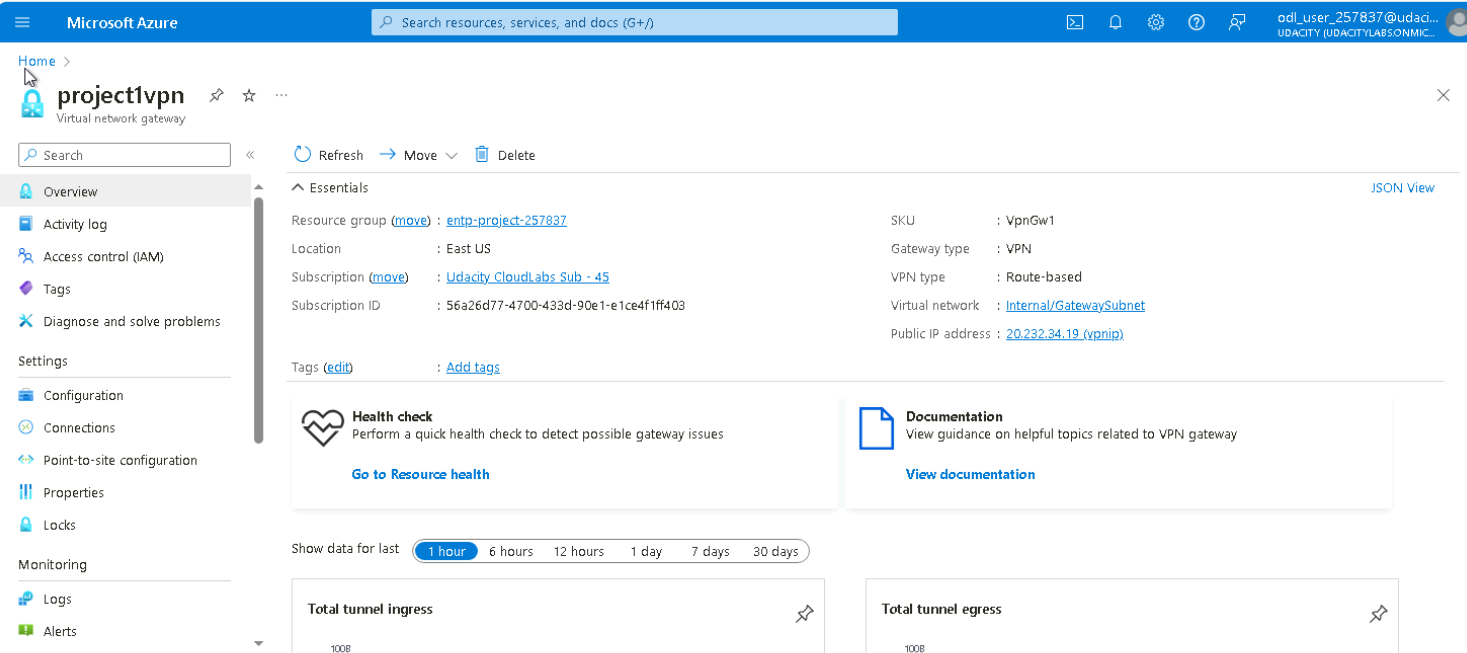 Microsoft Azure
Search resources, services, and docs (G+/)
odl_user_257837@udaci...
UDACITY (UDACITYLABS.ONMIC...
Home >
project1vpn
Virtual network gateway
Search
Refresh Move Delete
Overview
Activity log
Access control (IAM)
Tags
Diagnose and solve problems
Settings
Configuration
Connections
Point-to-site configuration
Properties
Locks
Monitoring
Logs
Alerts
Essentials
JSON View
Resource group (move) : entp-project-257837
Location : East US
Subscription (move) : Udacity CloudLabs Sub - 45
Subscription ID : 56a26d77-4700-433d-90e1-e1ce4f1ff403
SKU : VpnGw1
Gateway type : VPN
VPN type : Route-based
Virtual network : Internal/GatewaySubnet
Public IP address : 20.232.34.19 (vpnip)
Tags (edit) : Add tags
Health check
Perform a quick health check to detect possible gateway issues
Go to Resource health
Documentation
View guidance on helpful topics related to VPN gateway
View documentation
Show data for last 1 hour 6 hours 12 hours 1 day 7 days 30 days
Total tunnel ingress
100B
Total tunnel egress
100B